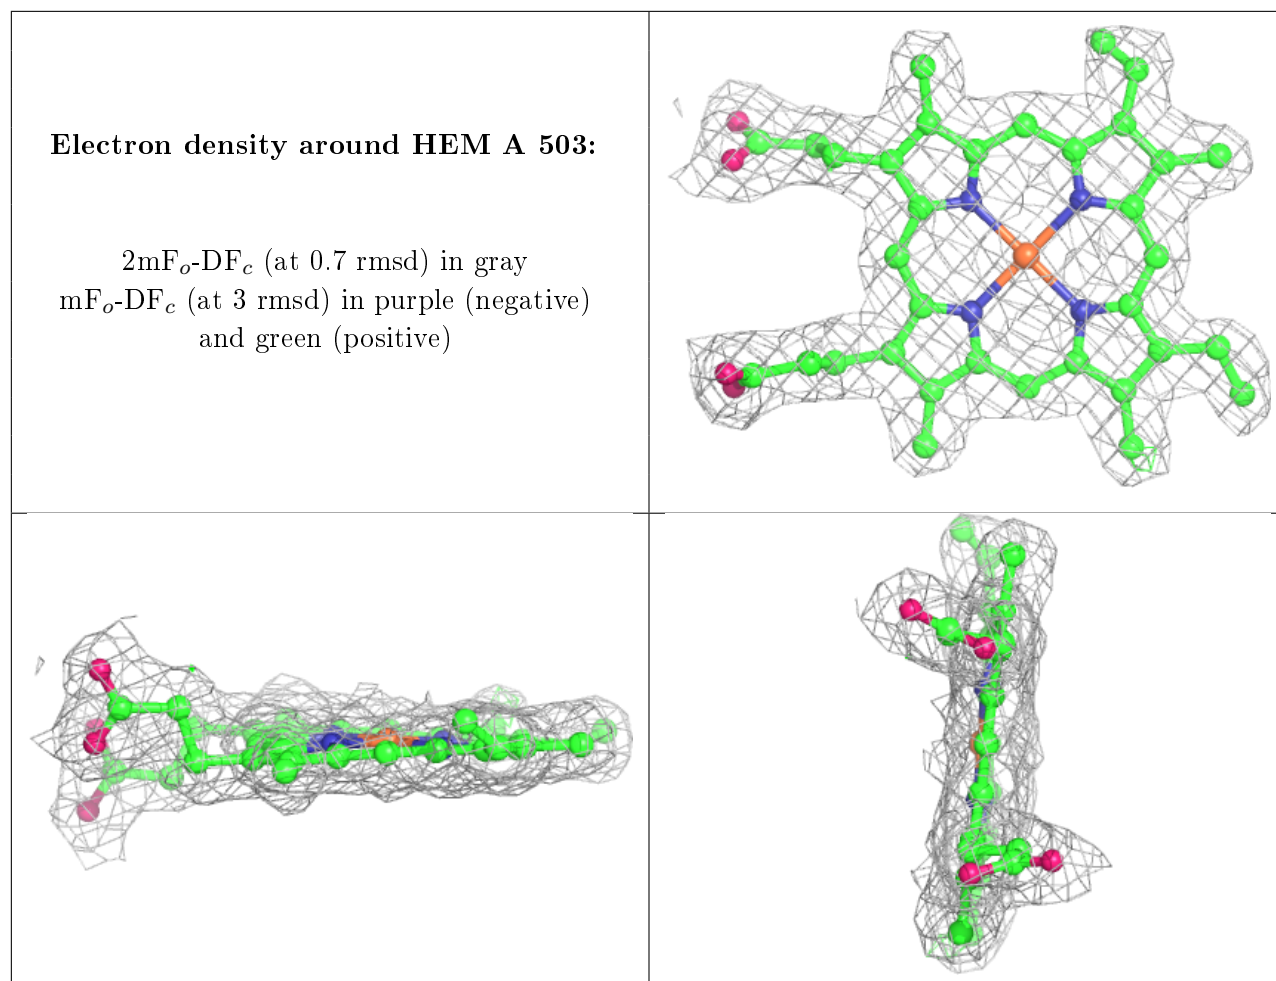 Electron density around HEM A 503:
2mFₒ-DF𝒸 (at 0.7 rmsd) in gray
mFₒ-DF𝒸 (at 3 rmsd) in purple (negative)
and green (positive)